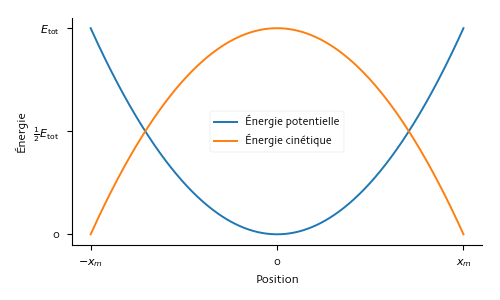 E_tot
½E_tot
0
Énergie
Énergie potentielle
Énergie cinétique
−x_m
0
x_m
Position